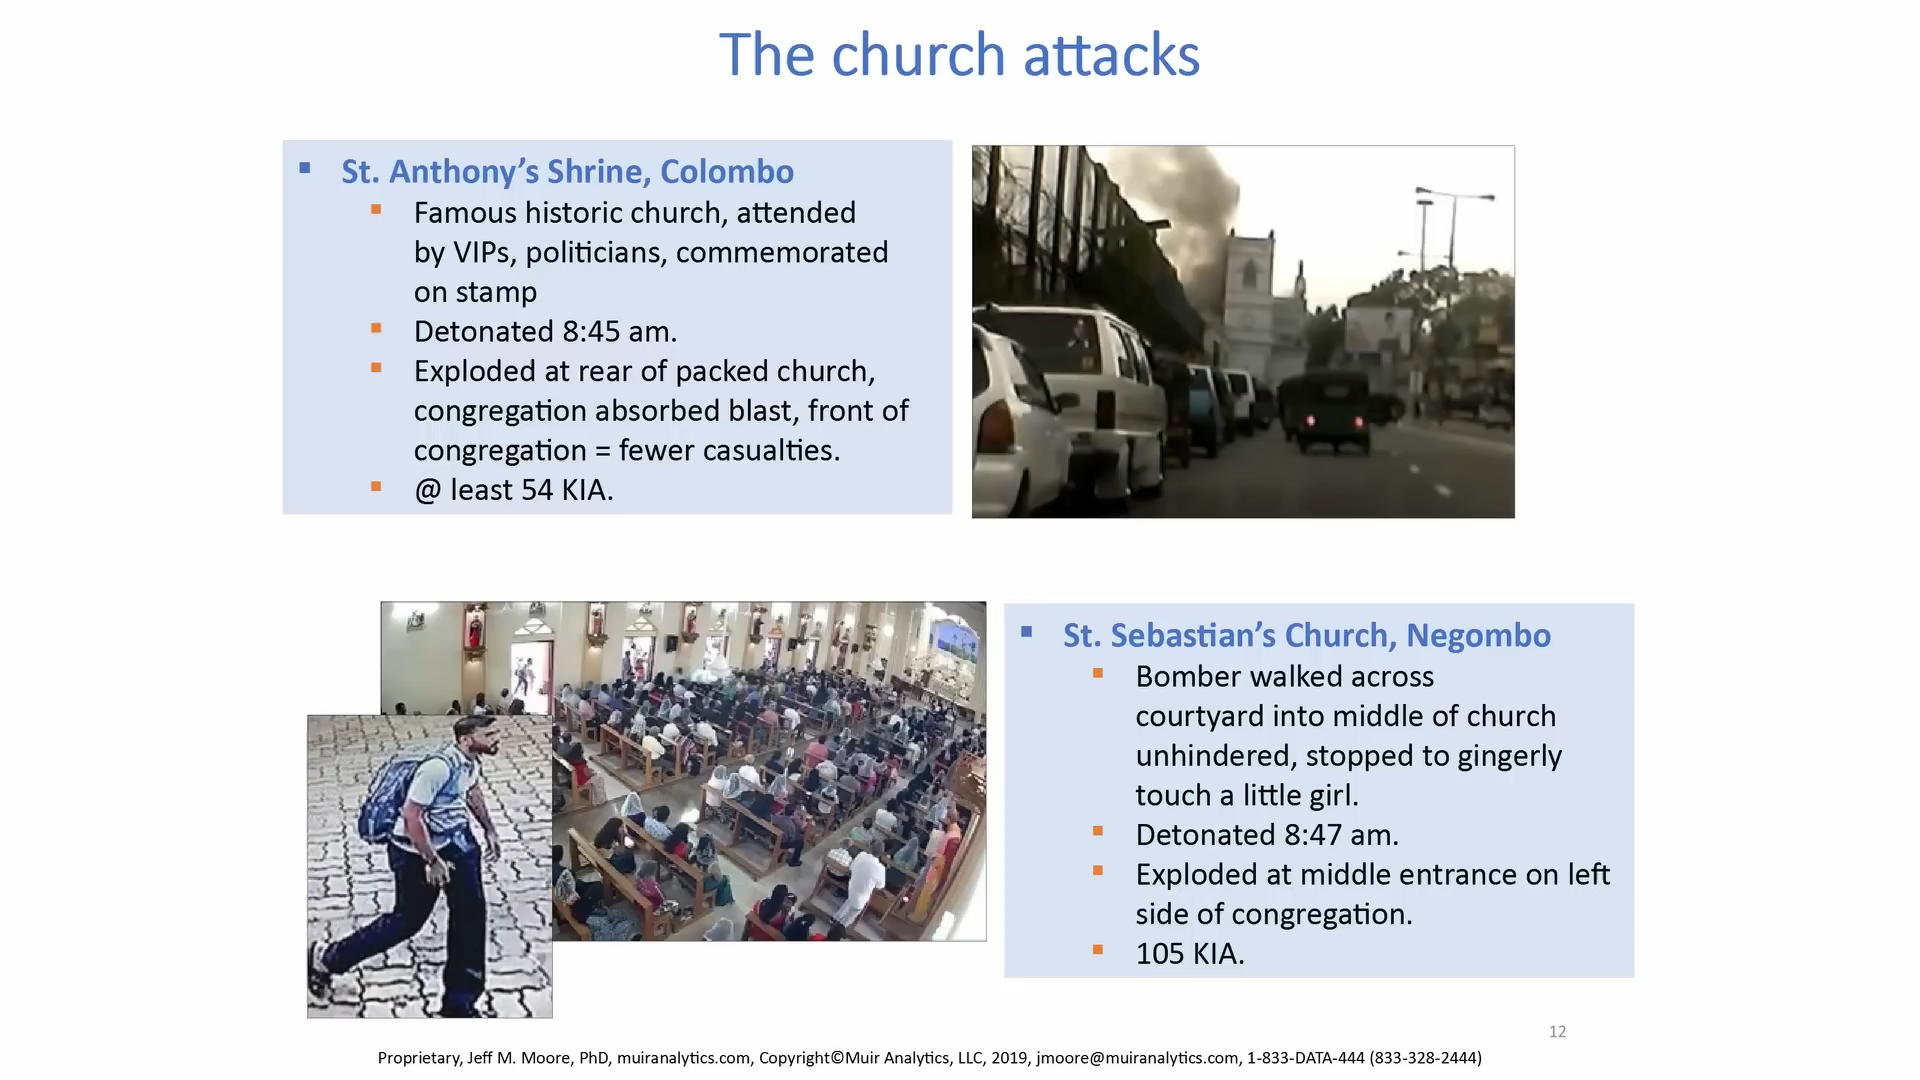 The church attacks
St. Anthony’s Shrine, Colombo
Famous historic church, attended
by VIPs, politicians, commemorated
on stamp
Detonated 8:45 am.
Exploded at rear of packed church,
congregation absorbed blast, front of
congregation = fewer casualties.
@ least 54 KIA.
St. Sebastian’s Church, Negombo
Bomber walked across
courtyard into middle of church
unhindered, stopped to gingerly
touch a little girl.
Detonated 8:47 am.
Exploded at middle entrance on left
side of congregation.
105 KIA.
12
Proprietary, Jeff M. Moore, PhD, muiranalytics.com, Copyright©Muir Analytics, LLC, 2019, jmoore@muiranalytics.com, 1-833-DATA-444 (833-328-2444)